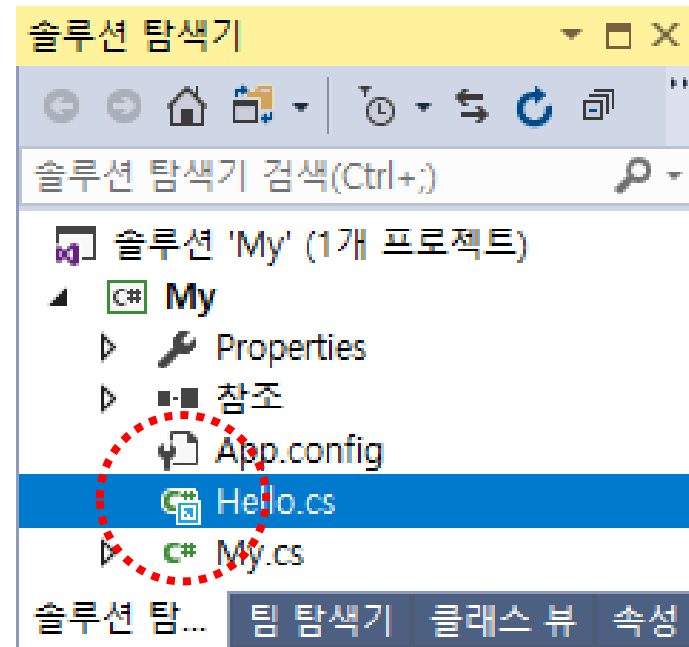 솔루션 탐색기
솔루션 탐색기 검색(Ctrl+;)
솔루션 'My' (1개 프로젝트)
C# My
Properties
참조
App.config
C# Hello.cs
C# My.cs
솔루션 탐... 팀 탐색기 클래스 뷰 속성